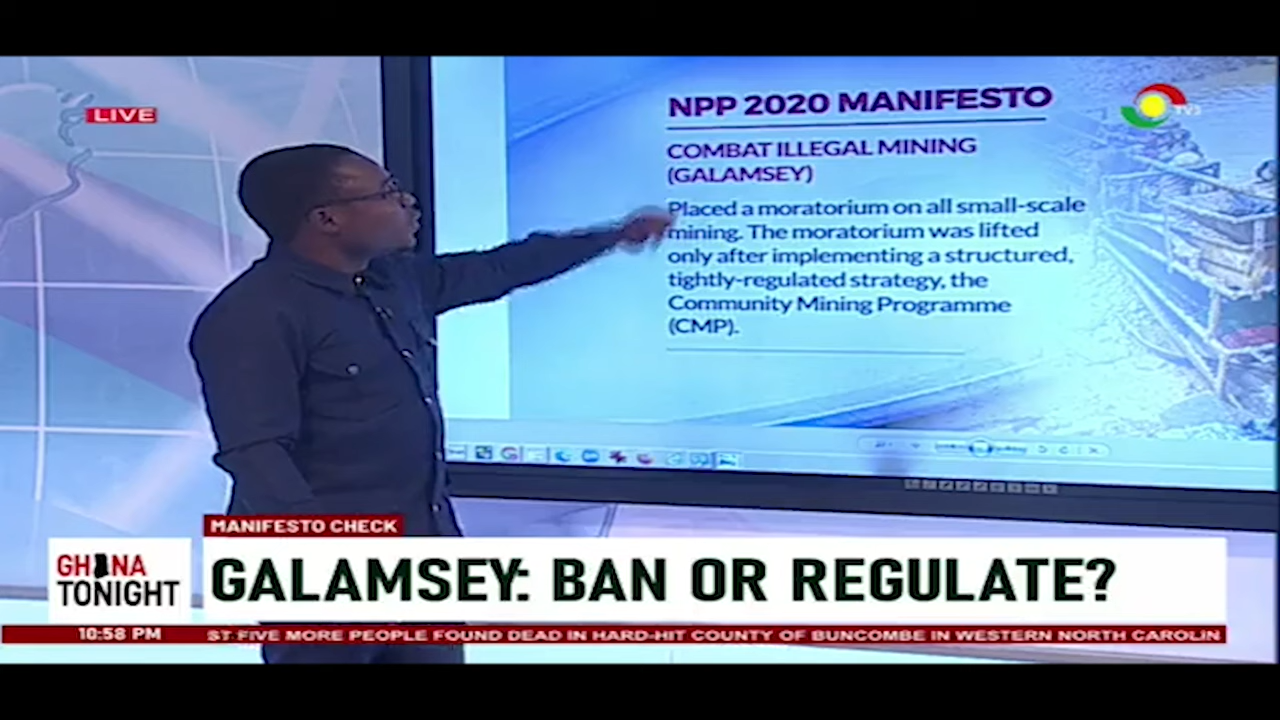 LIVE
NPP 2020 MANIFESTO
COMBAT ILLEGAL MINING
(GALAMSEY)
Placed a moratorium on all small-scale
mining. The moratorium was lifted
only after implementing a structured,
tightly-regulated strategy, the
Community Mining Programme
(CMP).
MANIFESTO CHECK
GHANA
TONIGHT
GALAMSEY: BAN OR REGULATE?
10:58 PM
ST. FIVE MORE PEOPLE FOUND DEAD IN HARD-HIT COUNTY OF BUNCOMBE IN WESTERN NORTH CAROLIN